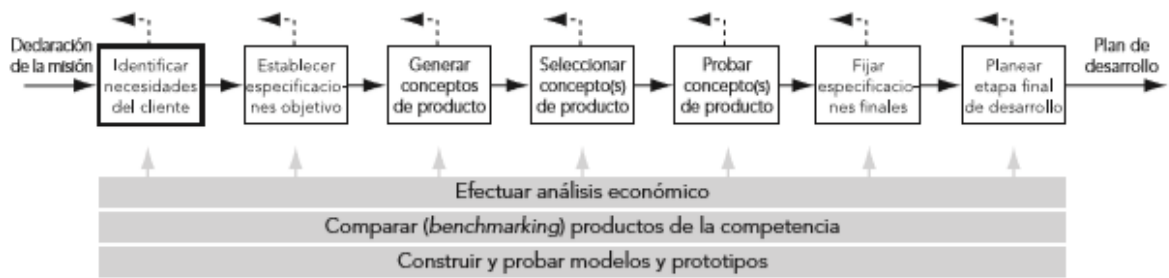 Declaración
de la misión
Identificar
necesidades
del cliente
Establecer
especificacio
nes objetivo
Generar
conceptos
de producto
Seleccionar
concepto(s)
de producto
Probar
concepto(s)
de producto
Fijar
especificacio
nes finales
Planear
etapa final
de desarrollo
Plan de
desarrollo
Efectuar análisis económico
Comparar (benchmarking) productos de la competencia
Construir y probar modelos y prototipos